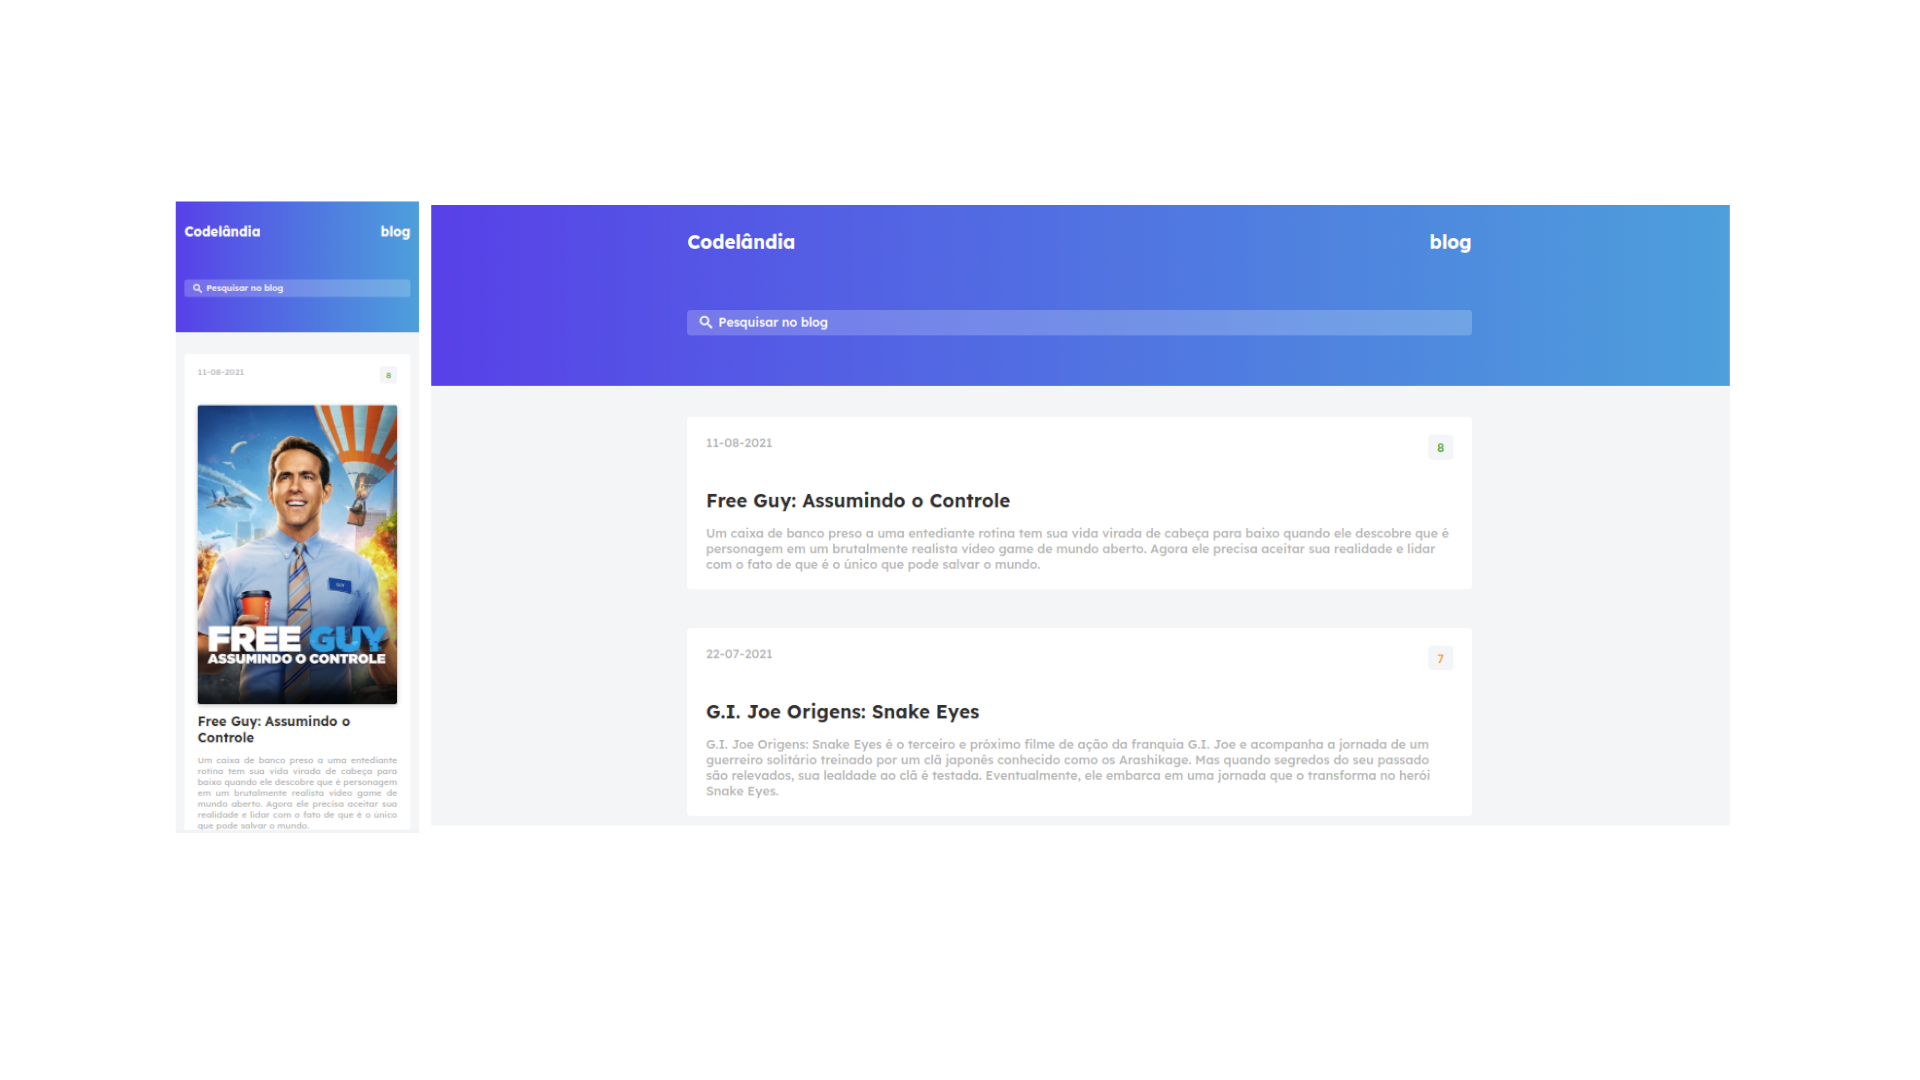 Codelândia
blog
Pesquisar no blog
11-08-2021
8
FREE GUY
ASSUMINDO O CONTROLE
Free Guy: Assumindo o
Controle
Um caixa de banco preso a uma entediante
rotina tem sua vida virada de cabeça para
baixo quando ele descobre que é personagem
em um brutalmente realista vídeo game de
mundo aberto. Agora ele precisa aceitar sua
realidade e lidar com o fato de que é o único
que pode salvar o mundo.
Codelândia
blog
Pesquisar no blog
11-08-2021
8
Free Guy: Assumindo o Controle
Um caixa de banco preso a uma entediante rotina tem sua vida virada de cabeça para baixo quando ele descobre que é
personagem em um brutalmente realista vídeo game de mundo aberto. Agora ele precisa aceitar sua realidade e lidar
com o fato de que é o único que pode salvar o mundo.
22-07-2021
7
G.I. Joe Origens: Snake Eyes
G.I. Joe Origens: Snake Eyes é o terceiro e próximo filme de ação da franquia G.I. Joe e acompanha a jornada de um
guerreiro solitário treinado por um clã japonês conhecido como os Arashikage. Mas quando segredos do seu passado
são relevados, sua lealdade ao clã é testada. Eventualmente, ele embarca em uma jornada que o transforma no herói
Snake Eyes.